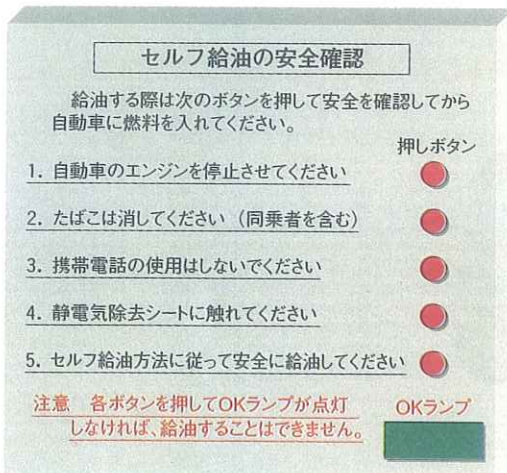 セルフ給油の安全確認
給油する際は次のボタンを押して安全を確認してから
自動車に燃料を入れてください。
押しボタン
1. 自動車のエンジンを停止させてください
2. たばこは消してください（同乗者を含む）
3. 携帯電話の使用はしないでください
4. 静電気除去シートに触れてください
5. セルフ給油方法に従って安全に給油してください
注意　各ボタンを押してOKランプが点灯
しなければ、給油することはできません。
OKランプ